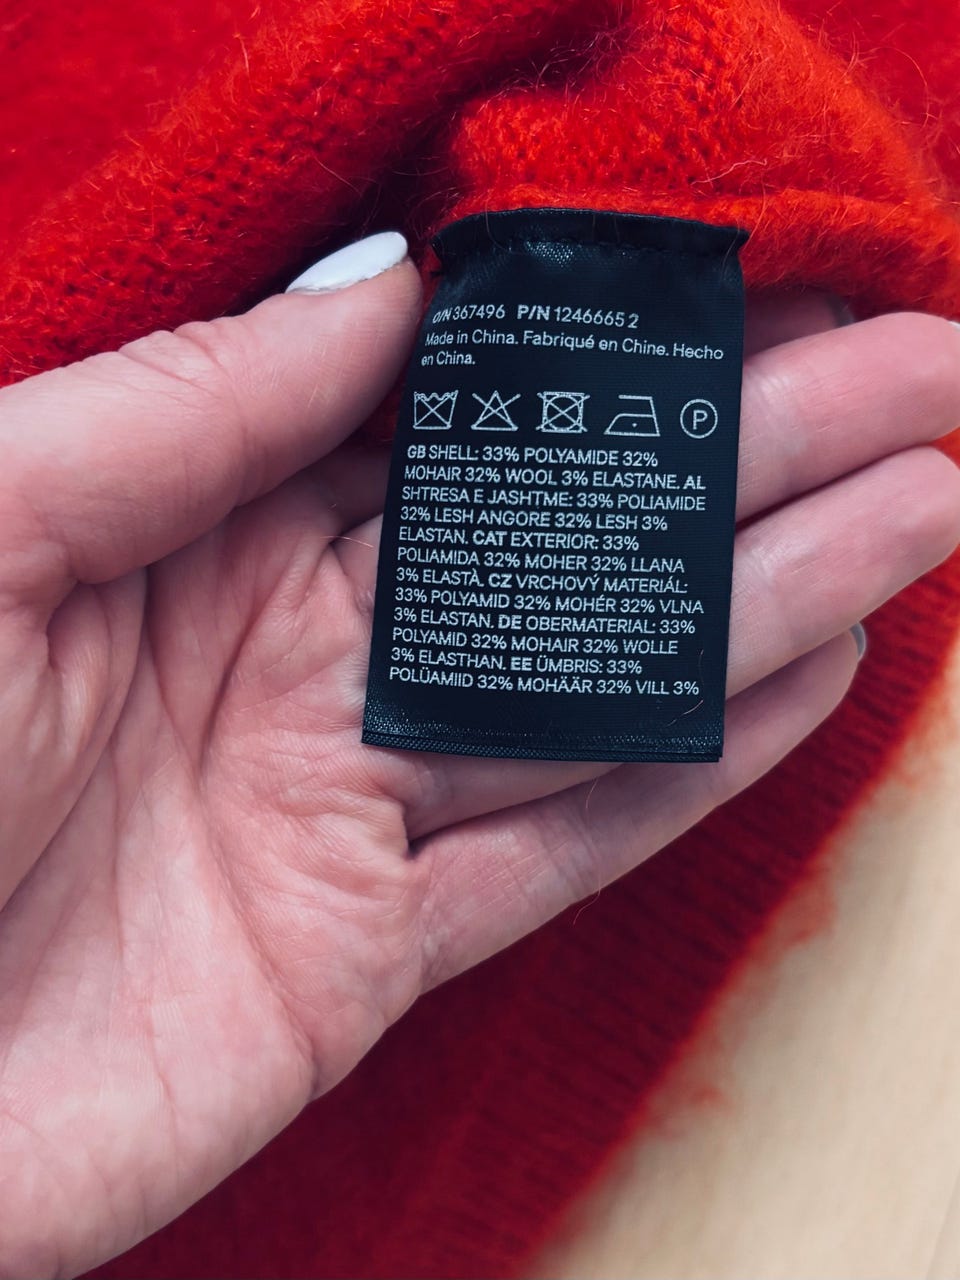 O/N 367496 P/N 1246665 2
Made in China. Fabriqué en Chine. Hecho
en China.
P
GB SHELL: 33% POLYAMIDE 32%
MOHAIR 32% WOOL 3% ELASTANE. AL
SHTRESA E JASHTME: 33% POLIAMIDE
32% LESH ANGORE 32% LESH 3%
ELASTAN. CAT EXTERIOR: 33%
POLIAMIDA 32% MOHER 32% LLANA
3% ELASTÀ. CZ VRCHOVÝ MATERIÁL:
33% POLYAMID 32% MOHÉR 32% VLNA
3% ELASTAN. DE OBERMATERIAL: 33%
POLYAMID 32% MOHAIR 32% WOLLE
3% ELASTHAN. EE ÜMBRIS: 33%
POLÜAMIID 32% MOHÄÄR 32% VILL 3%